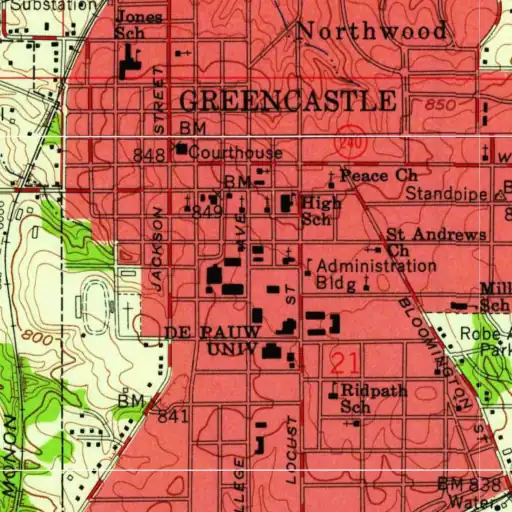 Substation
Jones
Sch
Northwood
STREET
GREENCASTLE
850
BM
240
848
Courthouse
Peace Ch
BM
Standpipe
849
High
Sch
AVE
JACKSON
St Andrews
Ch
Administration
Bldg
ST
Mill
Sch
BLOOMINGTON ST
800
DE PAUW
UNIV
Robe-A
Park
21
BM
841
Ridpath
Sch
MONON
LOCUST
LLEGE
BM 838
Water